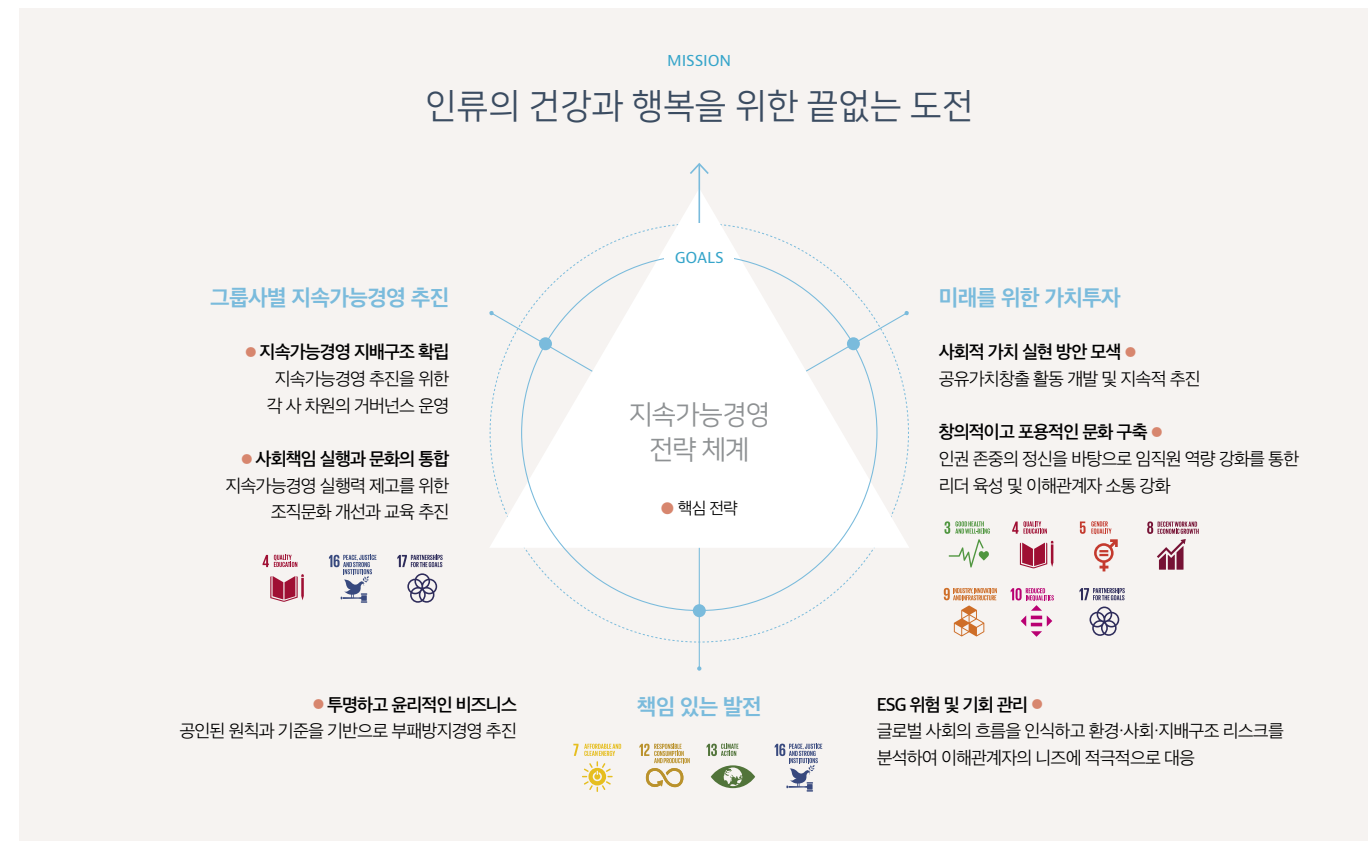 MISSION
인류의 건강과 행복을 위한 끝없는 도전
GOALS
그룹사별 지속가능경영 추진
지속가능경영 지배구조 확립
지속가능경영 추진을 위한
각 사 차원의 거버넌스 운영
사회책임 실행과 문화의 통합
지속가능경영 실행력 제고를 위한
조직문화 개선과 교육 추진
4 QUALITY
EDUCATION
16 PEACE, JUSTICE
AND STRONG
INSTITUTIONS
17 PARTNERSHIPS
FOR THE GOALS
지속가능경영
전략 체계
핵심 전략
미래를 위한 가치투자
사회적 가치 실현 방안 모색
공유가치창출 활동 개발 및 지속적 추진
창의적이고 포용적인 문화 구축
인권 존중의 정신을 바탕으로 임직원 역량 강화를 통한
리더 육성 및 이해관계자 소통 강화
3 GOOD HEALTH
AND WELL-BEING
4 QUALITY
EDUCATION
5 GENDER
EQUALITY
8 DECENT WORK AND
ECONOMIC GROWTH
9 INDUSTRY, INNOVATION
AND INFRASTRUCTURE
10 REDUCED
INEQUALITIES
17 PARTNERSHIPS
FOR THE GOALS
투명하고 윤리적인 비즈니스
공인된 원칙과 기준을 기반으로 부패방지경영 추진
책임 있는 발전
7 AFFORDABLE AND
CLEAN ENERGY
12 RESPONSIBLE
CONSUMPTION
AND PRODUCTION
13 CLIMATE
ACTION
16 PEACE, JUSTICE
AND STRONG
INSTITUTIONS
ESG 위험 및 기회 관리
글로벌 사회의 흐름을 인식하고 환경·사회·지배구조 리스크를
분석하여 이해관계자의 니즈에 적극적으로 대응